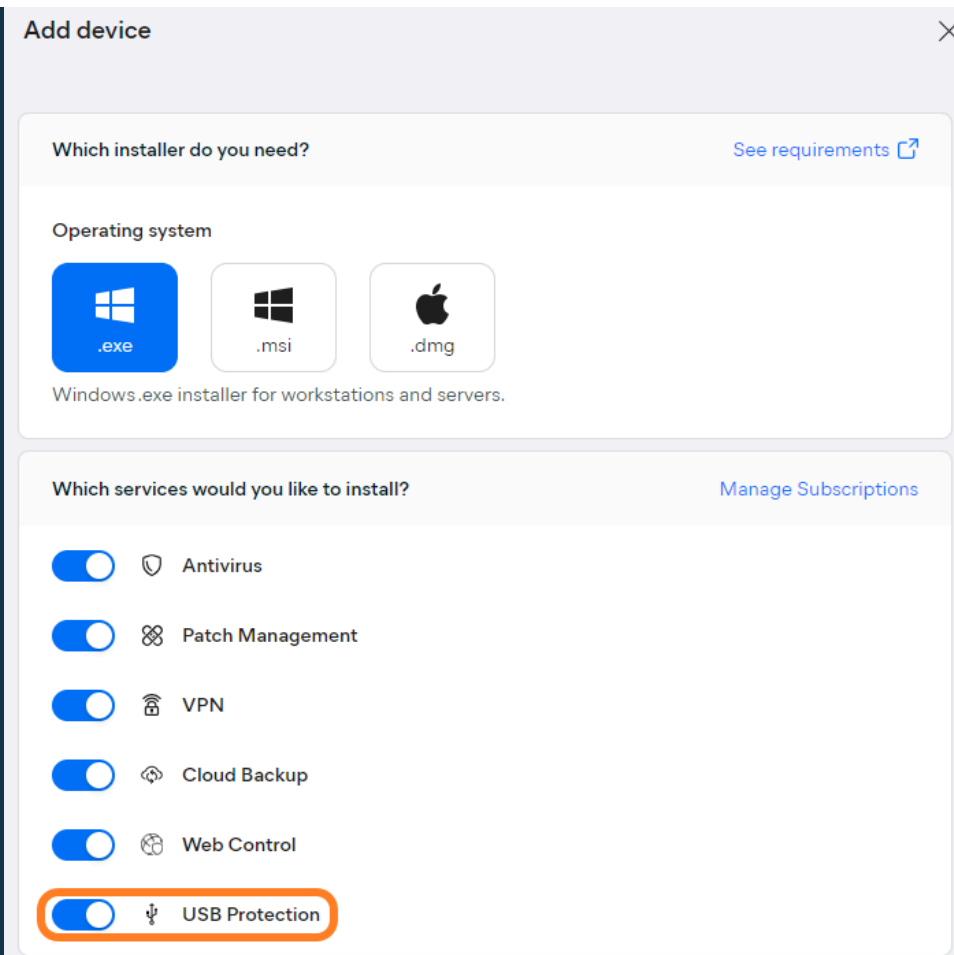 Add device
Which installer do you need?
See requirements
Operating system
.exe
.msi
.dmg
Windows .exe installer for workstations and servers.
Which services would you like to install?
Manage Subscriptions
Antivirus
Patch Management
VPN
Cloud Backup
Web Control
USB Protection